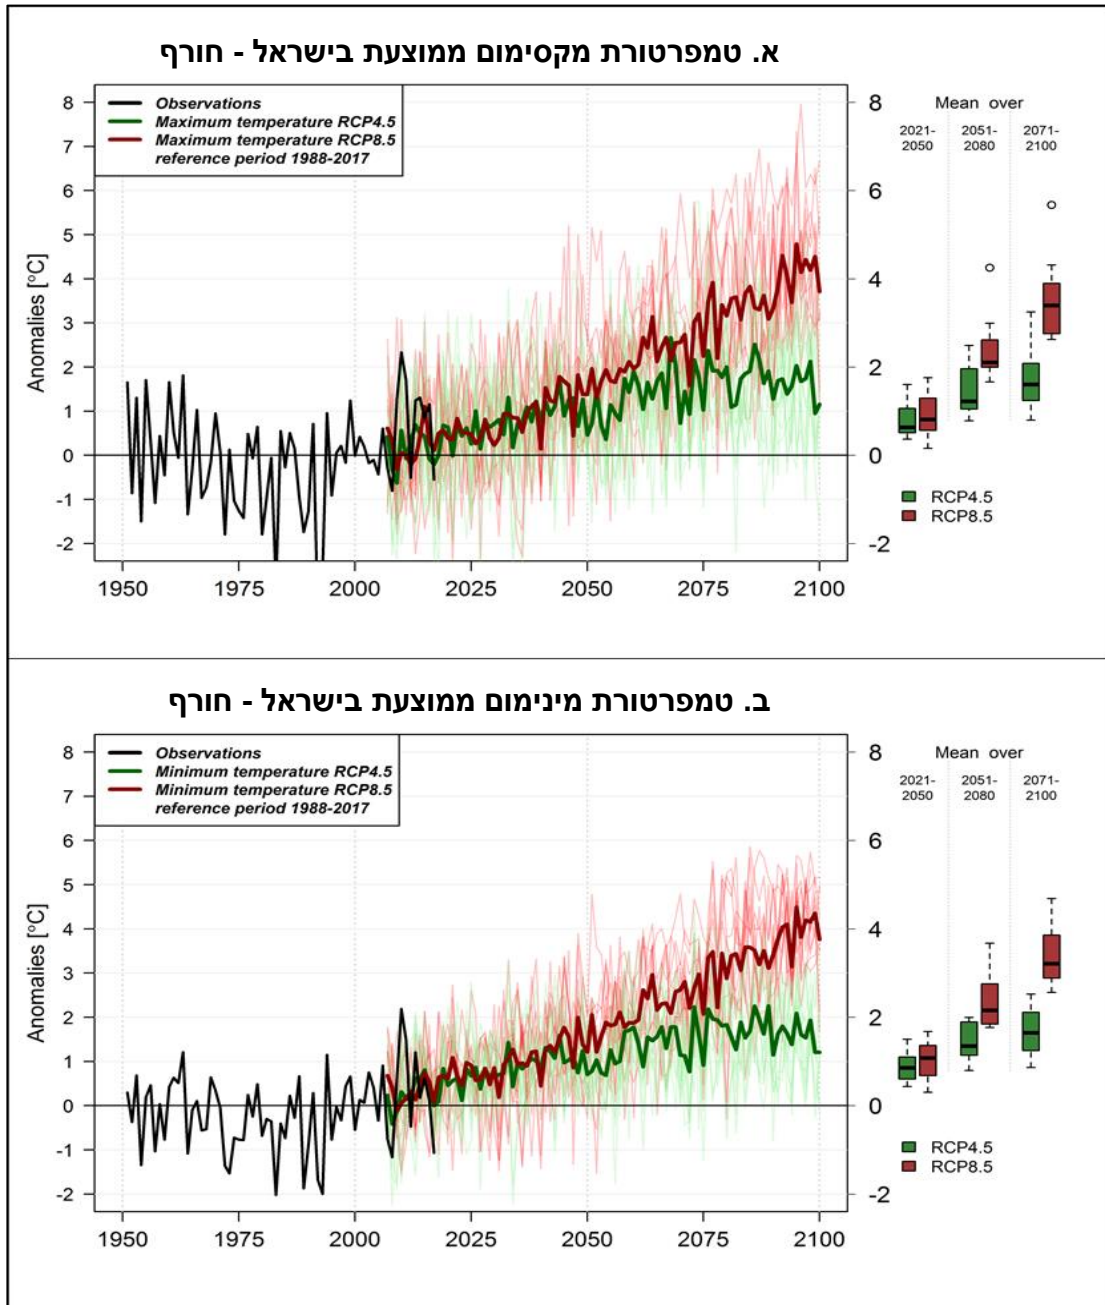 א. טמפרטורת מקסימום ממוצעת בישראל - חורף
Observations
Maximum temperature RCP4.5
Maximum temperature RCP8.5
reference period 1988-2017
Anomalies [°C]
8
7
6
5
4
3
2
1
0
-1
-2
1950 1975 2000 2025 2050 2075 2100
8
6
4
2
0
-2
Mean over
2021-2050 2051-2080 2071-2100
RCP4.5
RCP8.5
ב. טמפרטורת מינימום ממוצעת בישראל - חורף
Observations
Minimum temperature RCP4.5
Minimum temperature RCP8.5
reference period 1988-2017
Anomalies [°C]
8
7
6
5
4
3
2
1
0
-1
-2
1950 1975 2000 2025 2050 2075 2100
8
6
4
2
0
-2
Mean over
2021-2050 2051-2080 2071-2100
RCP4.5
RCP8.5